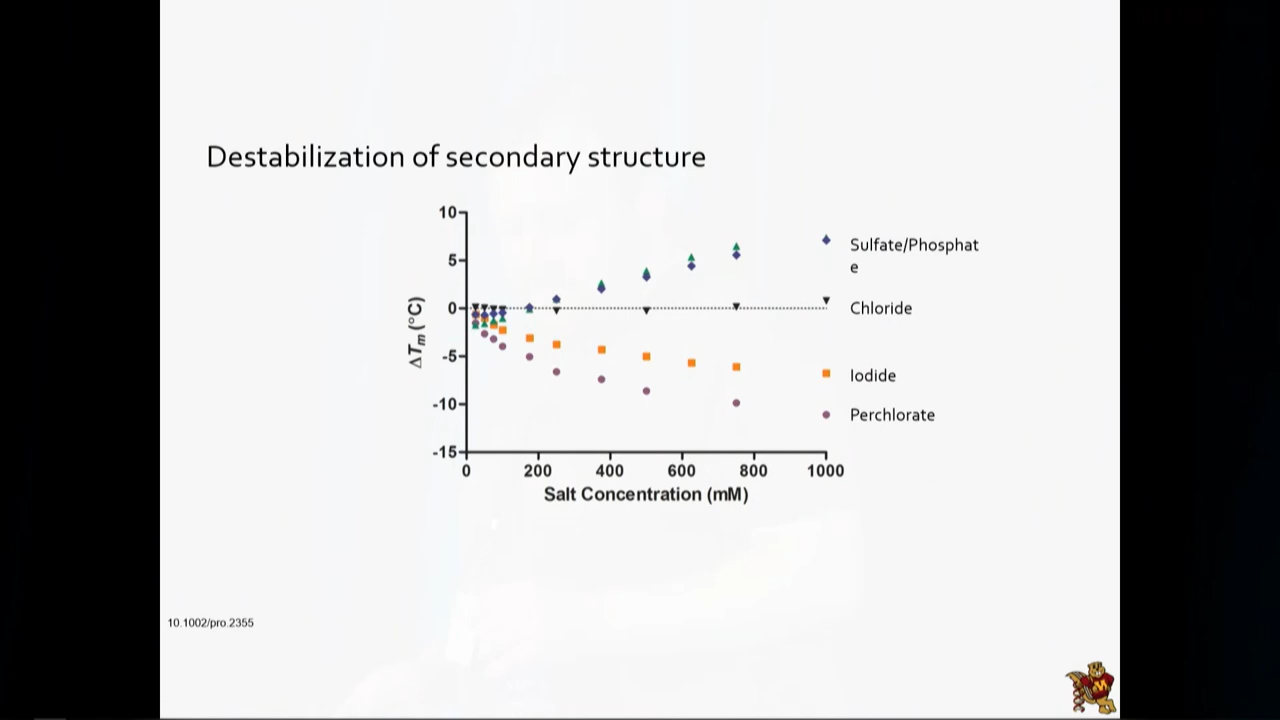 Destabilization of secondary structure
10
5
0
-5
-10
-15
ΔTm (°C)
0 200 400 600 800 1000
Salt Concentration (mM)
Sulfate/Phosphat
e
Chloride
Iodide
Perchlorate
10.1002/pro.2355
M